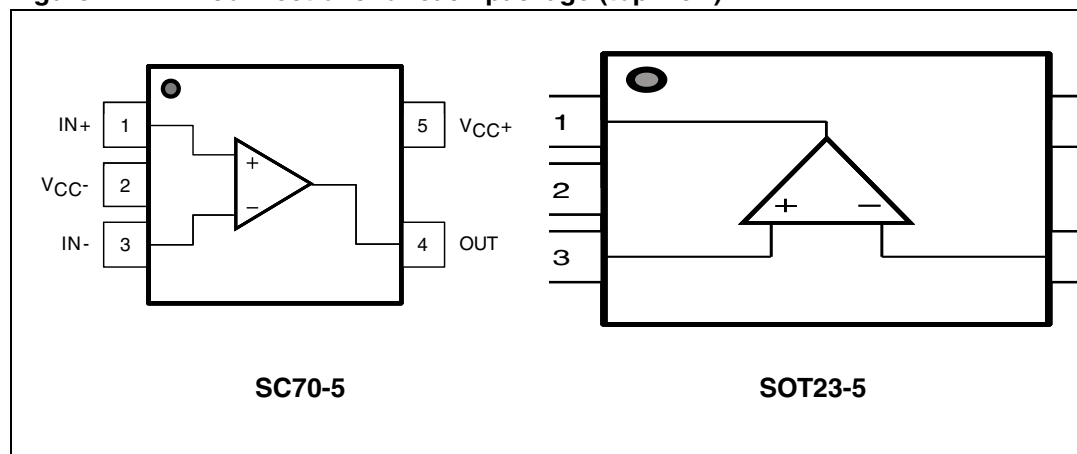 IN+ 1
5 VCC+
VCC- 2
IN- 3
4 OUT
+
−
1
2
3
+ −
SC70-5
SOT23-5